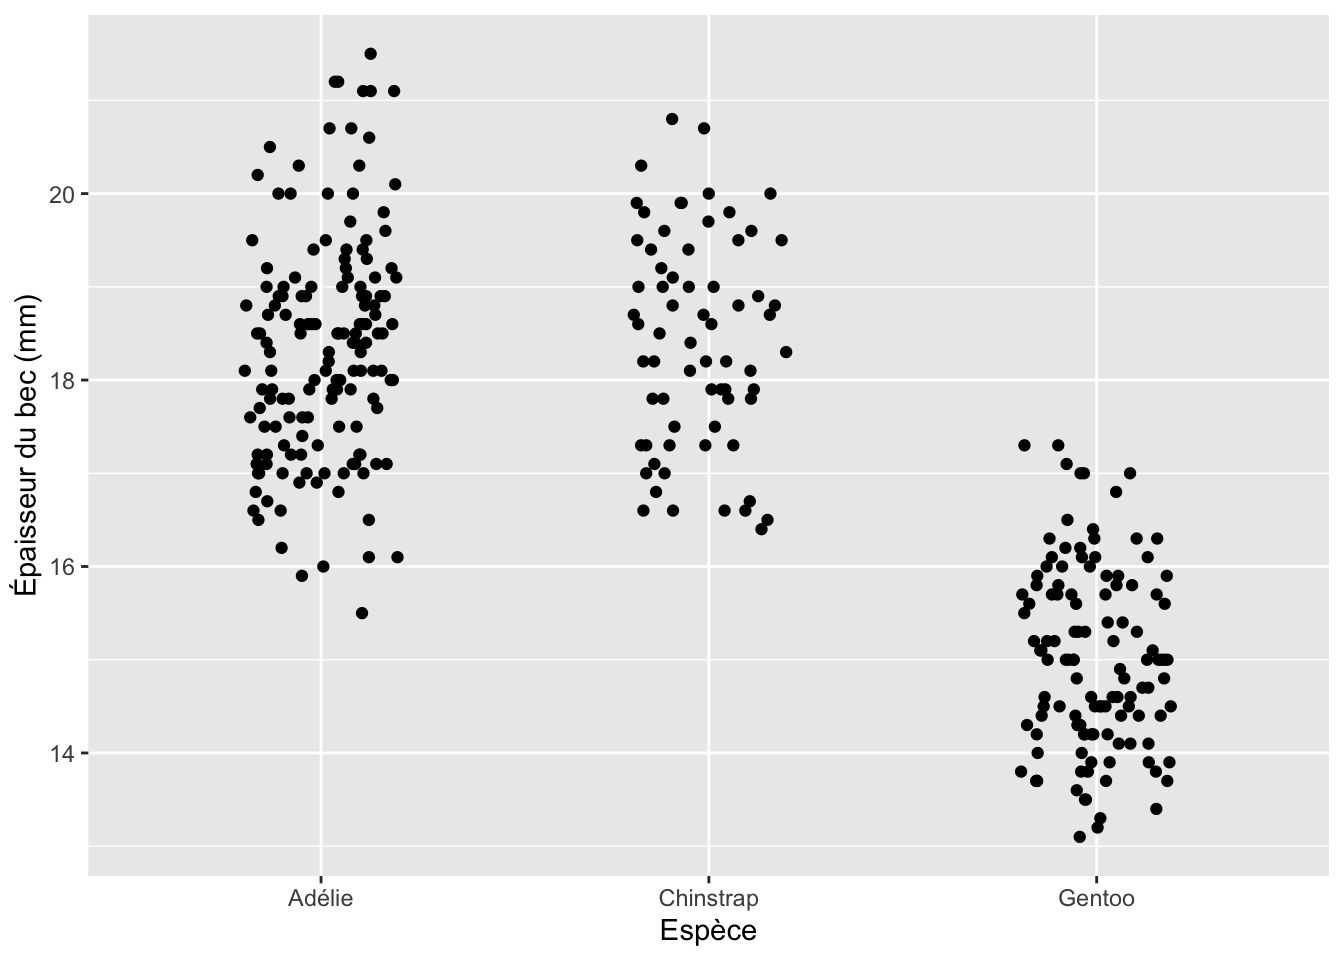 Épaisseur du bec (mm)
20
18
16
14
Adélie
Chinstrap
Gentoo
Espèce